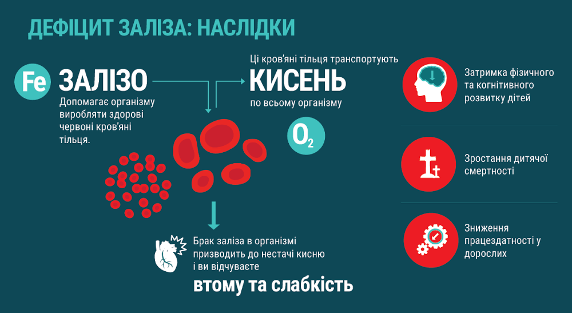 ДЕФІЦИТ ЗАЛІЗА: НАСЛІДКИ
Fe
ЗАЛІЗО
Допомагає організму
виробляти здорові
червоні кров'яні
тільця.
Ці кров'яні тільця транспортують
КИСЕНЬ
по всьому організму
O2
Брак заліза в організмі
призводить до нестачі кисню
і ви відчуваєте
втому та слабкість
Затримка фізичного
та когнітивного
розвитку дітей
Зростання дитячої
смертності
Зниження
працездатності у
дорослих